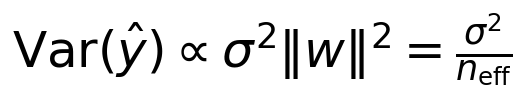 Var(ŷ) ∝ σ²‖w‖² = σ²/n_eff